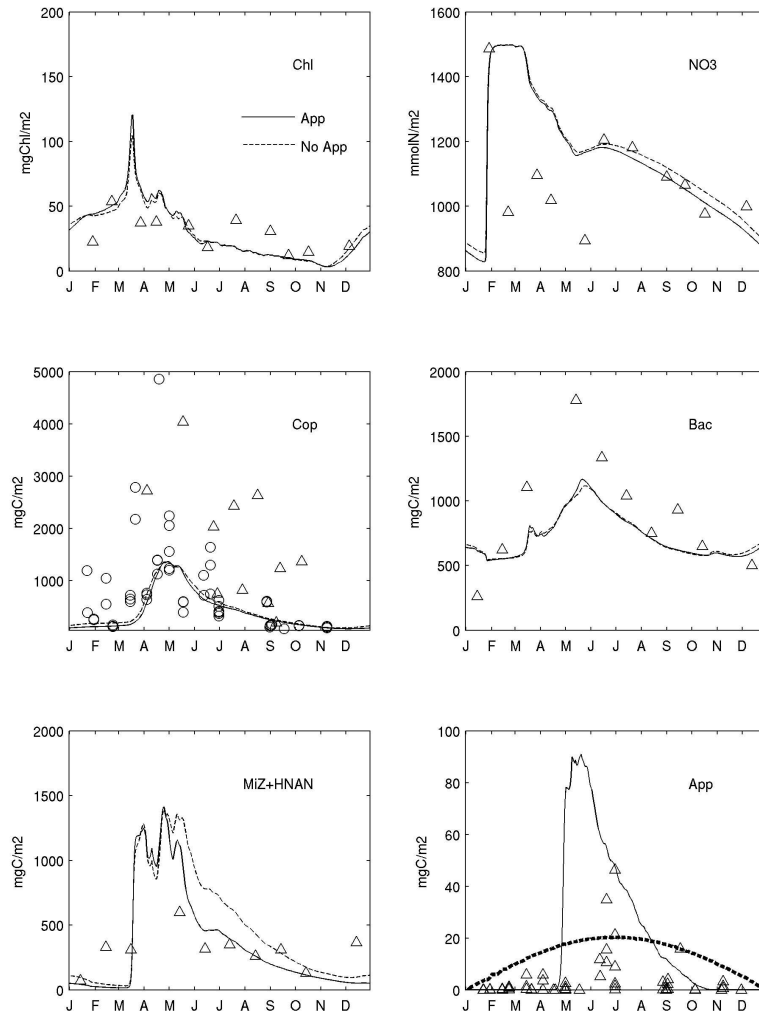 200
150
100
50
0
mgChl/m2
Chl
App
No App
J F M A M J J A S O N D
1600
1400
1200
1000
800
mmolN/m2
NO3
J F M A M J J A S O N D
5000
4000
3000
2000
1000
mgC/m2
Cop
J F M A M J J A S O N D
2000
1500
1000
500
0
mgC/m2
Bac
J F M A M J J A S O N D
2000
1500
1000
500
0
mgC/m2
MiZ+HNAN
J F M A M J J A S O N D
100
80
60
40
20
0
mgC/m2
App
J F M A M J J A S O N D